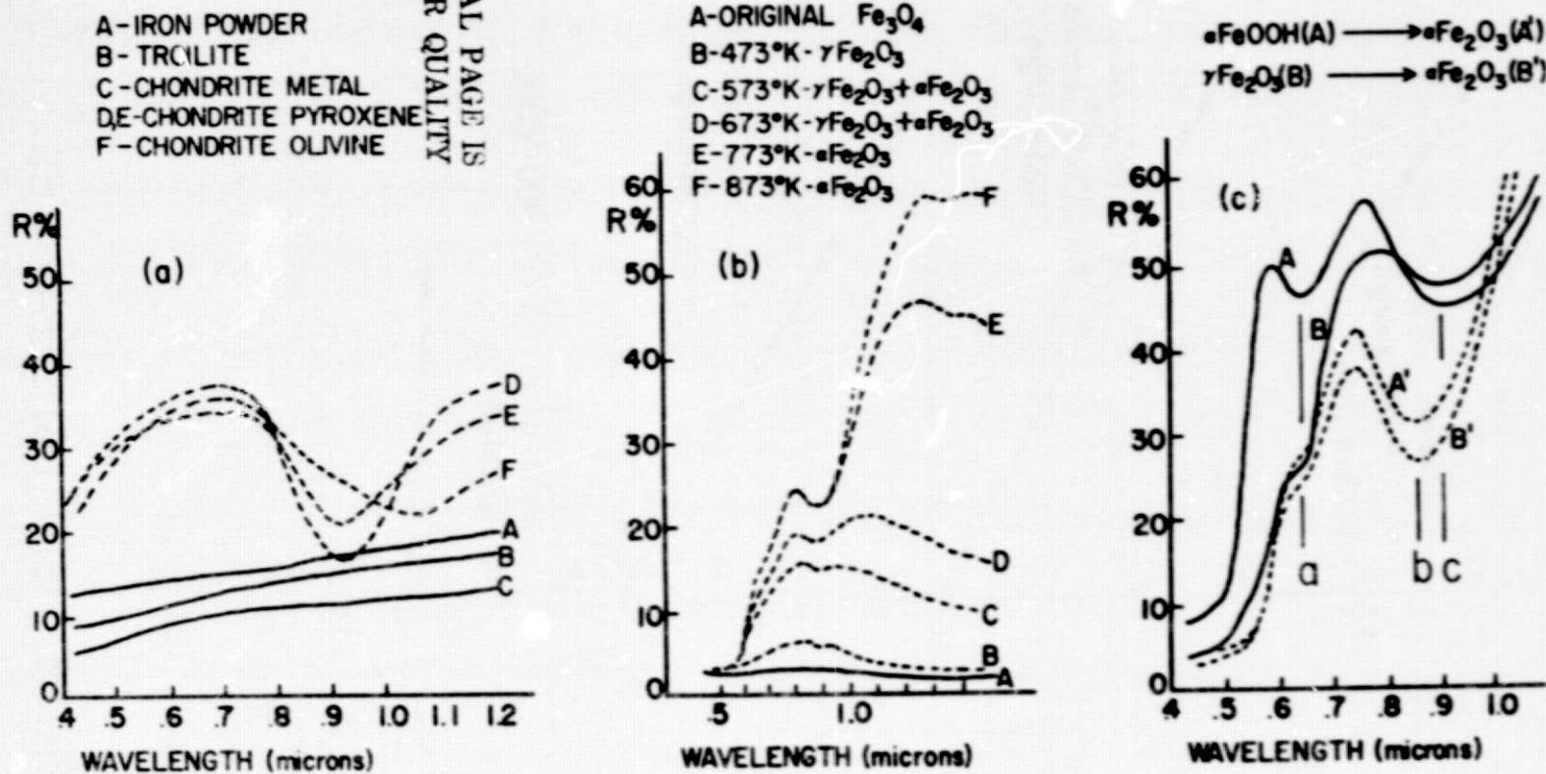 A-IRON POWDER
B-TROILITE
C-CHONDRITE METAL
D,E-CHONDRITE PYROXENE
F-CHONDRITE OLIVINE
AL PAGE IS
R QUALITY
R%
50
40
30
20
10
0
(a)
D
E
F
A
B
C
.4 .5 .6 .7 .8 .9 1.0 1.1 1.2
WAVELENGTH (microns)
A-ORIGINAL Fe₃O₄
B-473°K-γFe₂O₃
C-573°K-γFe₂O₃+αFe₂O₃
D-673°K-γFe₂O₃+αFe₂O₃
E-773°K-αFe₂O₃
F-873°K-αFe₂O₃
R%
60
50
40
30
20
10
0
(b)
F
E
D
C
B
A
.5 1.0
WAVELENGTH (microns)
αFeOOH(A) → αFe₂O₃(A')
γFe₂O₃(B) → αFe₂O₃(B')
R%
60
50
40
30
20
10
0
(c)
A
B
A'
B'
a b c
.4 .5 .6 .7 .8 .9 1.0
WAVELENGTH (microns)